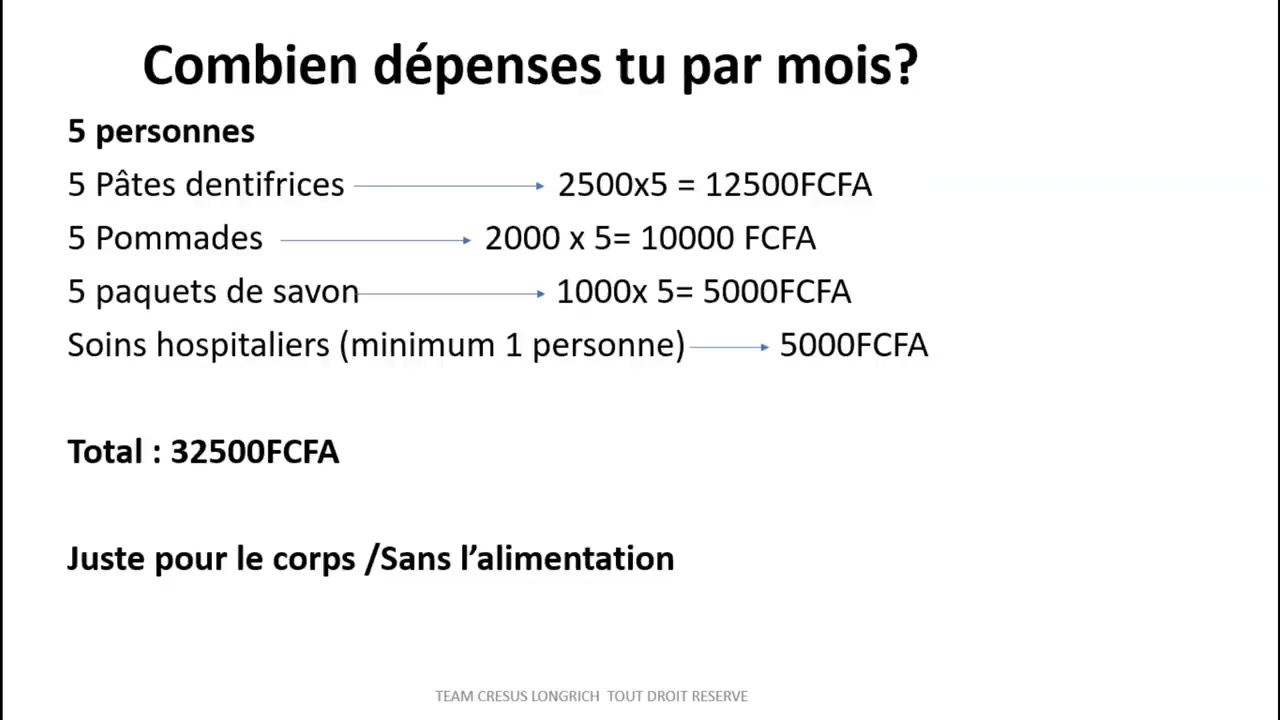 Combien dépenses tu par mois?
5 personnes
5 Pâtes dentifrices 2500x5 = 12500FCFA
5 Pommades 2000 x 5= 10000 FCFA
5 paquets de savon 1000x 5= 5000FCFA
Soins hospitaliers (minimum 1 personne) 5000FCFA
Total : 32500FCFA
Juste pour le corps /Sans l’alimentation
TEAM CRESUS LONGRICH TOUT DROIT RESERVE